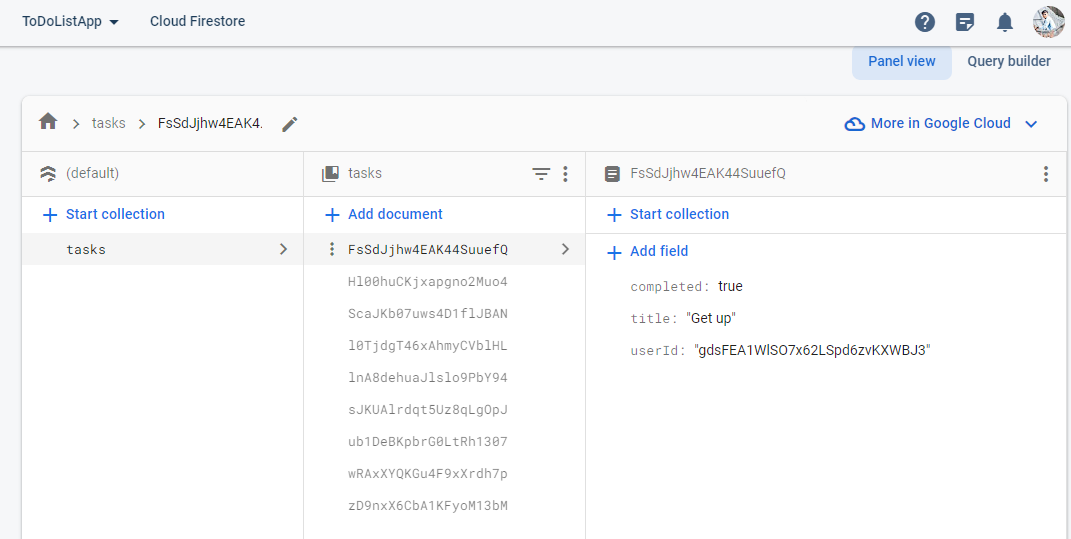 ToDoListApp Cloud Firestore
Panel view Query builder
tasks FsSdJjhw4EAK4. More in Google Cloud
(default) tasks FsSdJjhw4EAK44SuuefQ
Start collection Add document Start collection
tasks FsSdJjhw4EAK44SuuefQ Add field
Hl00huCKjxapgno2Muo4 completed: true
ScaJKb07uws4D1flJBAN title: "Get up"
l0TjdgT46xAhmyCVblHL userId: "gdsFEA1WlSO7x62LSpd6zvKXWBJ3"
lnA8dehuaJlslo9PbY94
sJKUAlrdqt5Uz8qLgOpJ
ub1DeBKpbrG0LtRh1307
wRAxXYQKGu4F9xXrdh7p
zD9nxX6CbA1KFyoM13bM